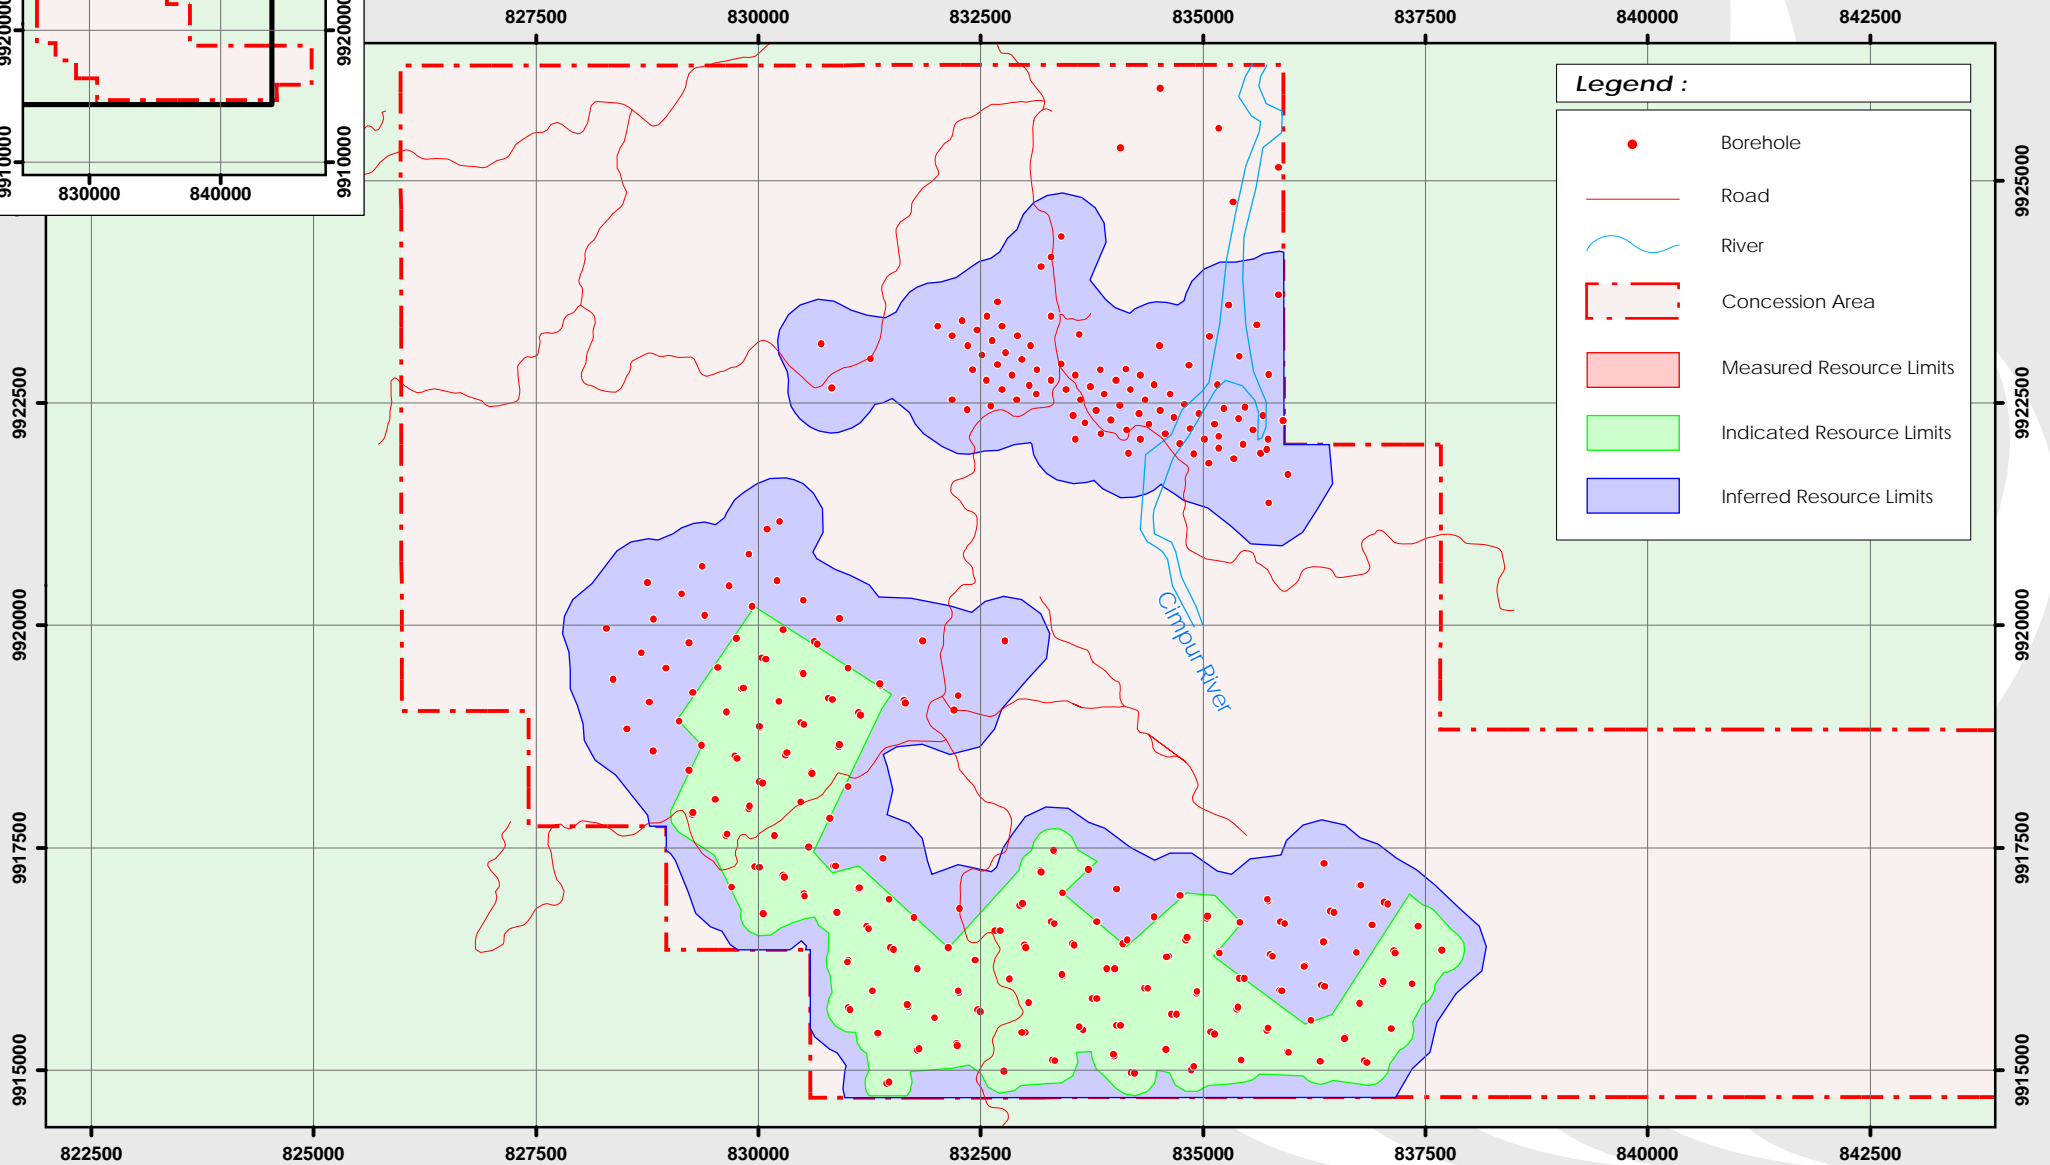 827500 830000 832500 835000 837500 840000 842500
9920000 9920000
9910000 9910000
830000 840000
Legend :
Borehole
Road
River
Concession Area
Measured Resource Limits
Indicated Resource Limits
Inferred Resource Limits
9925000
9922500 9922500
9920000 9920000
Cimpur River
9917500 9917500
9915000 9915000
822500 825000 827500 830000 832500 835000 837500 840000 842500